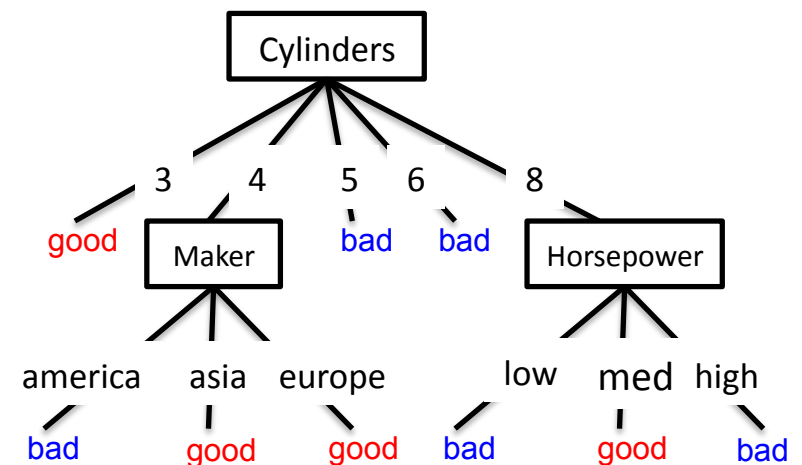 Cylinders
3 4 5 6 8
good Maker bad bad Horsepower
america asia europe low med high
bad good good bad good bad